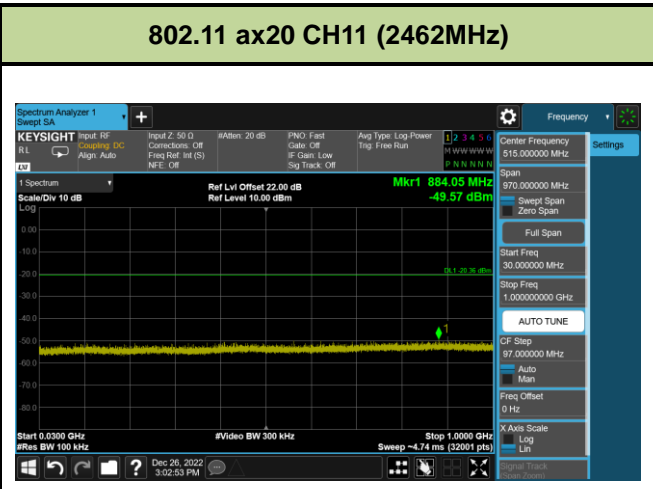 802.11 ax20 CH11 (2462MHz)
Spectrum Analyzer 1
Swept SA
Frequency
KEYSIGHT
RL
LXI
Input: RF
Coupling: DC
Align: Auto
Input Z: 50 Ω
Corrections: Off
Freq Ref: Int (S)
NFE: Off
#Atten: 20 dB
PNO: Fast
Gate: Off
IF Gain: Low
Sig Track: Off
Avg Type: Log-Power
Trig: Free Run
1 2 3 4 5 6
M W W W W W
P N N N N N
Center Frequency
515.000000 MHz
Settings
1 Spectrum
Scale/Div 10 dB
Log
Ref Lvl Offset 22.00 dB
Ref Level 10.00 dBm
Mkr1 884.05 MHz
-49.57 dBm
Span
970.000000 MHz
Swept Span
Zero Span
Full Span
Start Freq
30.000000 MHz
Stop Freq
1.000000000 GHz
AUTO TUNE
CF Step
97.000000 MHz
Auto
Man
Freq Offset
0 Hz
X Axis Scale
Log
Lin
Signal Track
(Span Zoom)
0.00
-10.0
-20.0
-30.0
-40.0
-50.0
-60.0
-70.0
-80.0
DL1 -20.36 dBm
1
Start 0.0300 GHz
#Res BW 100 kHz
#Video BW 300 kHz
Stop 1.0000 GHz
Sweep ~4.74 ms (32001 pts)
Dec 26, 2022
3:02:53 PM